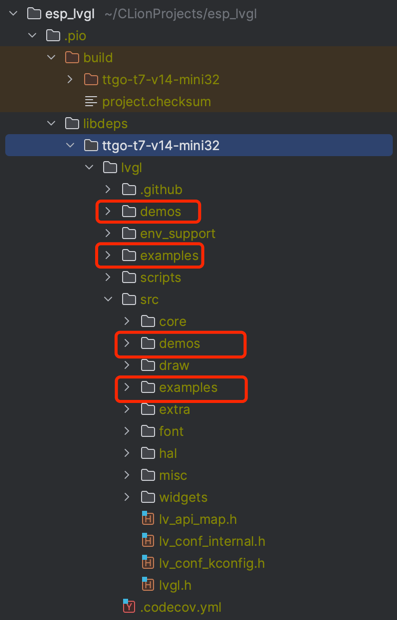 esp_lvgl ~/CLionProjects/esp_lvgl
.pio
build
ttgo-t7-v14-mini32
project.checksum
libdeps
ttgo-t7-v14-mini32
lvgl
.github
demos
env_support
examples
scripts
src
core
demos
draw
examples
extra
font
hal
misc
widgets
lv_api_map.h
lv_conf_internal.h
lv_conf_kconfig.h
lvgl.h
.codecov.yml